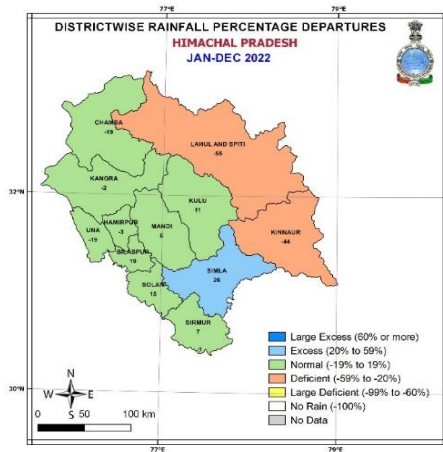 DISTRICTWISE RAINFALL PERCENTAGE DEPARTURES
HIMACHAL PRADESH
JAN-DEC 2022
77°E
79°E
CHAMBA
-19
LAHUL AND SPITI
-55
KANGRA
-2
32°N
KULU
11
HAMIRPUR
-3
UNA
-19
MANDI
6
KINNAUR
-44
BILASPUR
19
SIMLA
26
SOLAN
15
SIRMUR
7
Large Excess (60% or more)
Excess (20% to 59%)
Normal (-19% to 19%)
Deficient (-59% to -20%)
Large Deficient (-99% to -60%)
No Rain (-100%)
No Data
30°N
N
W E
S
0 50 100 km
77°E
79°E